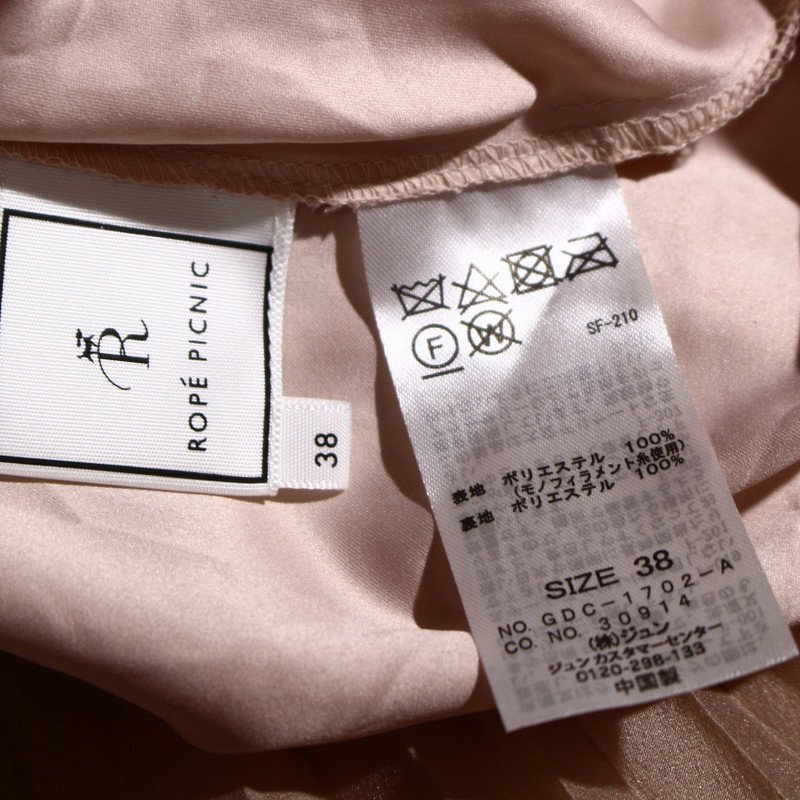 R
ROPÉ PICNIC
38
F
W
SF-210
表地 ポリエステル 100%
(モノフィラメント糸使用)
裏地 ポリエステル 100%
SIZE 38
NO. GDC-1702-A
CO. NO. 30914
(株)ジュン
ジュン カスタマーセンター
0120-298-133
中国製